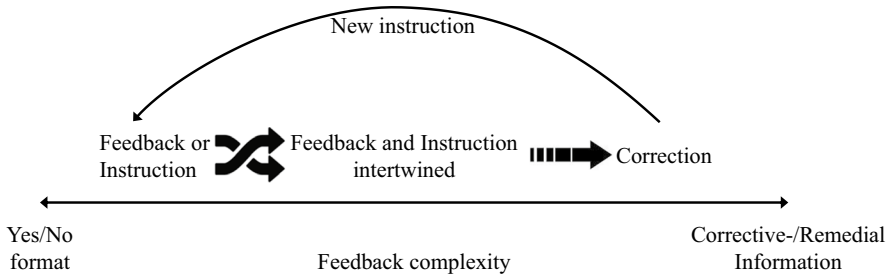 New instruction
Feedback or
Instruction
Feedback and Instruction
intertwined
Correction
Yes/No
format
Feedback complexity
Corrective-/Remedial
Information